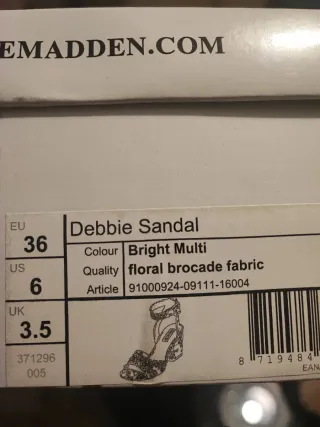 EMADDEN.COM
EU
36
US
6
UK
3.5
371296
005
Debbie Sandal
Colour Bright Multi
Quality floral brocade fabric
Article 91000924-09111-16004
8 719484
EAN